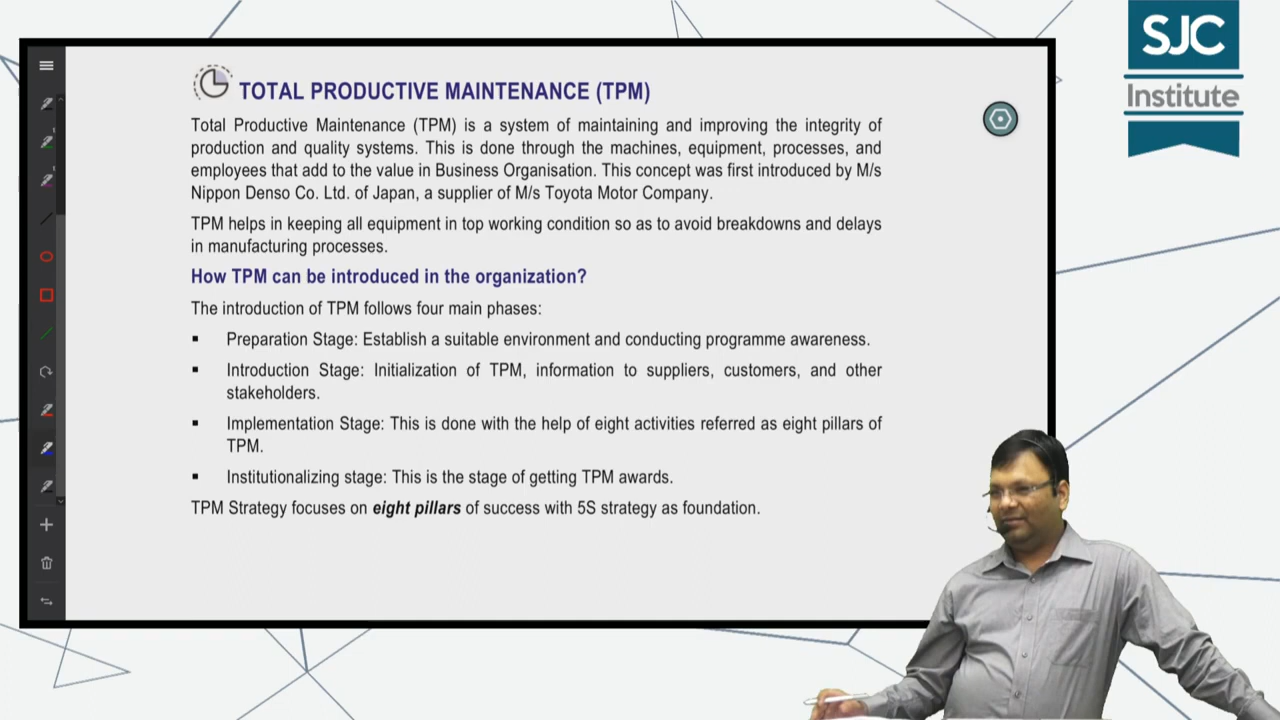 TOTAL PRODUCTIVE MAINTENANCE (TPM)
Total Productive Maintenance (TPM) is a system of maintaining and improving the integrity of
production and quality systems. This is done through the machines, equipment, processes, and
employees that add to the value in Business Organisation. This concept was first introduced by M/s
Nippon Denso Co. Ltd. of Japan, a supplier of M/s Toyota Motor Company.
TPM helps in keeping all equipment in top working condition so as to avoid breakdowns and delays
in manufacturing processes.
How TPM can be introduced in the organization?
The introduction of TPM follows four main phases:
▪ Preparation Stage: Establish a suitable environment and conducting programme awareness.
▪ Introduction Stage: Initialization of TPM, information to suppliers, customers, and other
stakeholders.
▪ Implementation Stage: This is done with the help of eight activities referred as eight pillars of
TPM.
▪ Institutionalizing stage: This is the stage of getting TPM awards.
TPM Strategy focuses on eight pillars of success with 5S strategy as foundation.
SJC
Institute